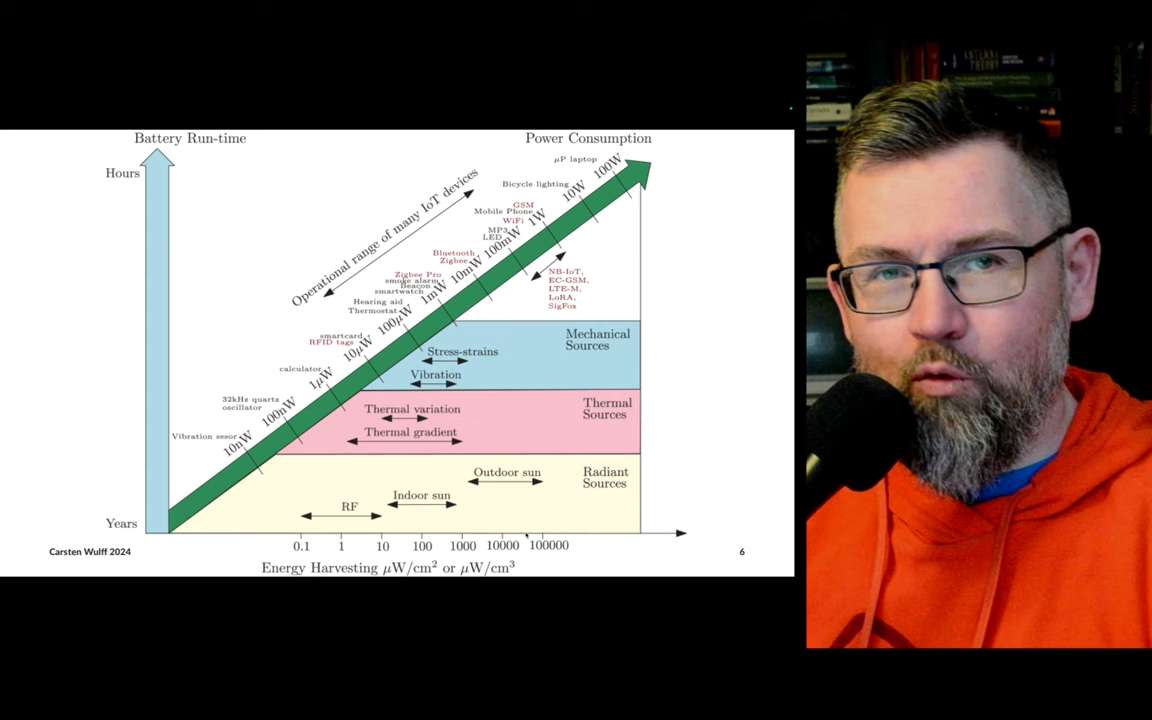 Battery Run-time
Power Consumption
Hours
Years
Operational range of many IoT devices
μP laptop
100W
Bicycle lighting
10W
GSM
Mobile Phone
WiFi
1W
MP3
LED
100mW
Bluetooth
Zigbee
10mW
Zigbee Pro
smoke alarm
Beacon
smartwatch
1mW
Hearing aid
Thermostat
100μW
smartcard
RFID tags
10μW
calculator
1μW
32kHz quartz
oscillator
100nW
Vibration sesor
10nW
NB-IoT,
EC-GSM,
LTE-M,
LoRA,
SigFox
Mechanical
Sources
Stress-strains
Vibration
Thermal
Sources
Thermal variation
Thermal gradient
Radiant
Sources
Outdoor sun
Indoor sun
RF
0.1 1 10 100 1000 10000 100000
Energy Harvesting μW/cm² or μW/cm³
Carsten Wulff 2024
6
ANTENNA
THEORY